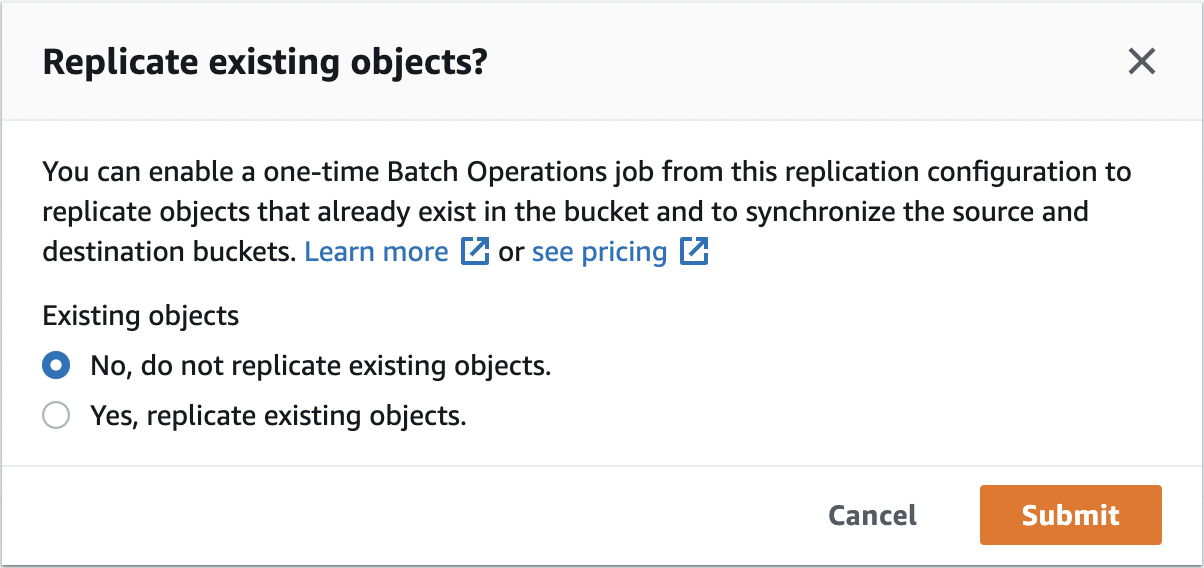 Replicate existing objects?
You can enable a one-time Batch Operations job from this replication configuration to
replicate objects that already exist in the bucket and to synchronize the source and
destination buckets. Learn more or see pricing
Existing objects
No, do not replicate existing objects.
Yes, replicate existing objects.
Cancel Submit